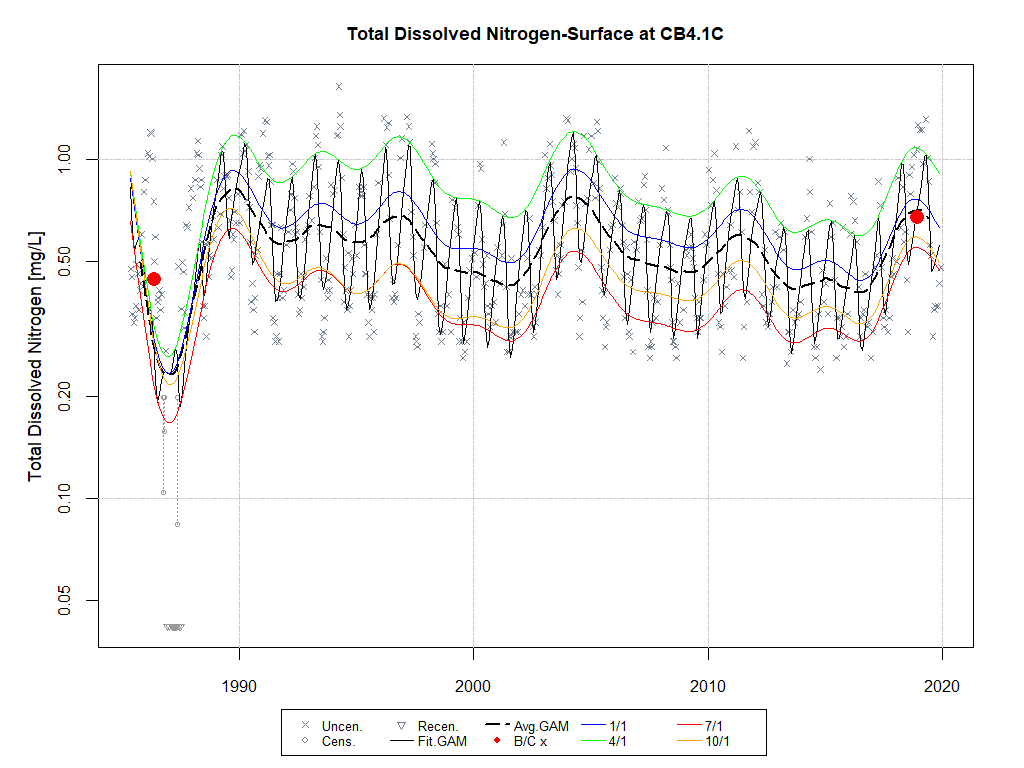 Total Dissolved Nitrogen-Surface at CB4.1C
Total Dissolved Nitrogen [mg/L]
1.00
0.50
0.20
0.10
0.05
1990 2000 2010 2020
Uncen. Recen. Avg.GAM 1/1 7/1
Cens. Fit.GAM B/C x 4/1 10/1